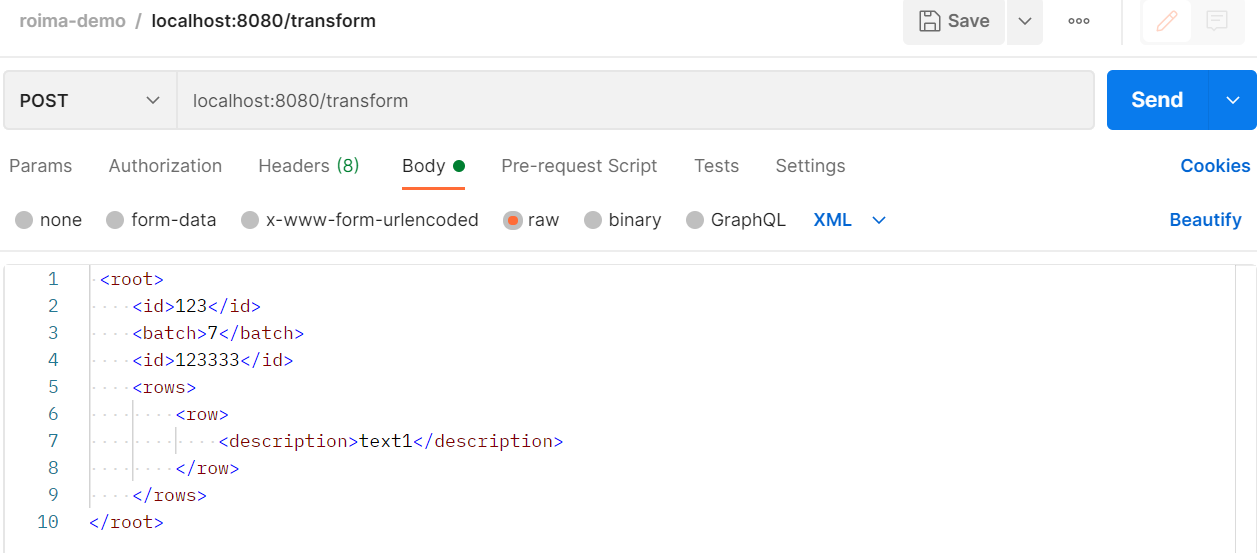 roima-demo / localhost:8080/transform Save ooo
POST localhost:8080/transform Send
Params Authorization Headers (8) Body Pre-request Script Tests Settings Cookies
none form-data x-www-form-urlencoded raw binary GraphQL XML Beautify
1 <root>
2 <id>123</id>
3 <batch>7</batch>
4 <id>123333</id>
5 <rows>
6 <row>
7 <description>text1</description>
8 </row>
9 </rows>
10 </root>